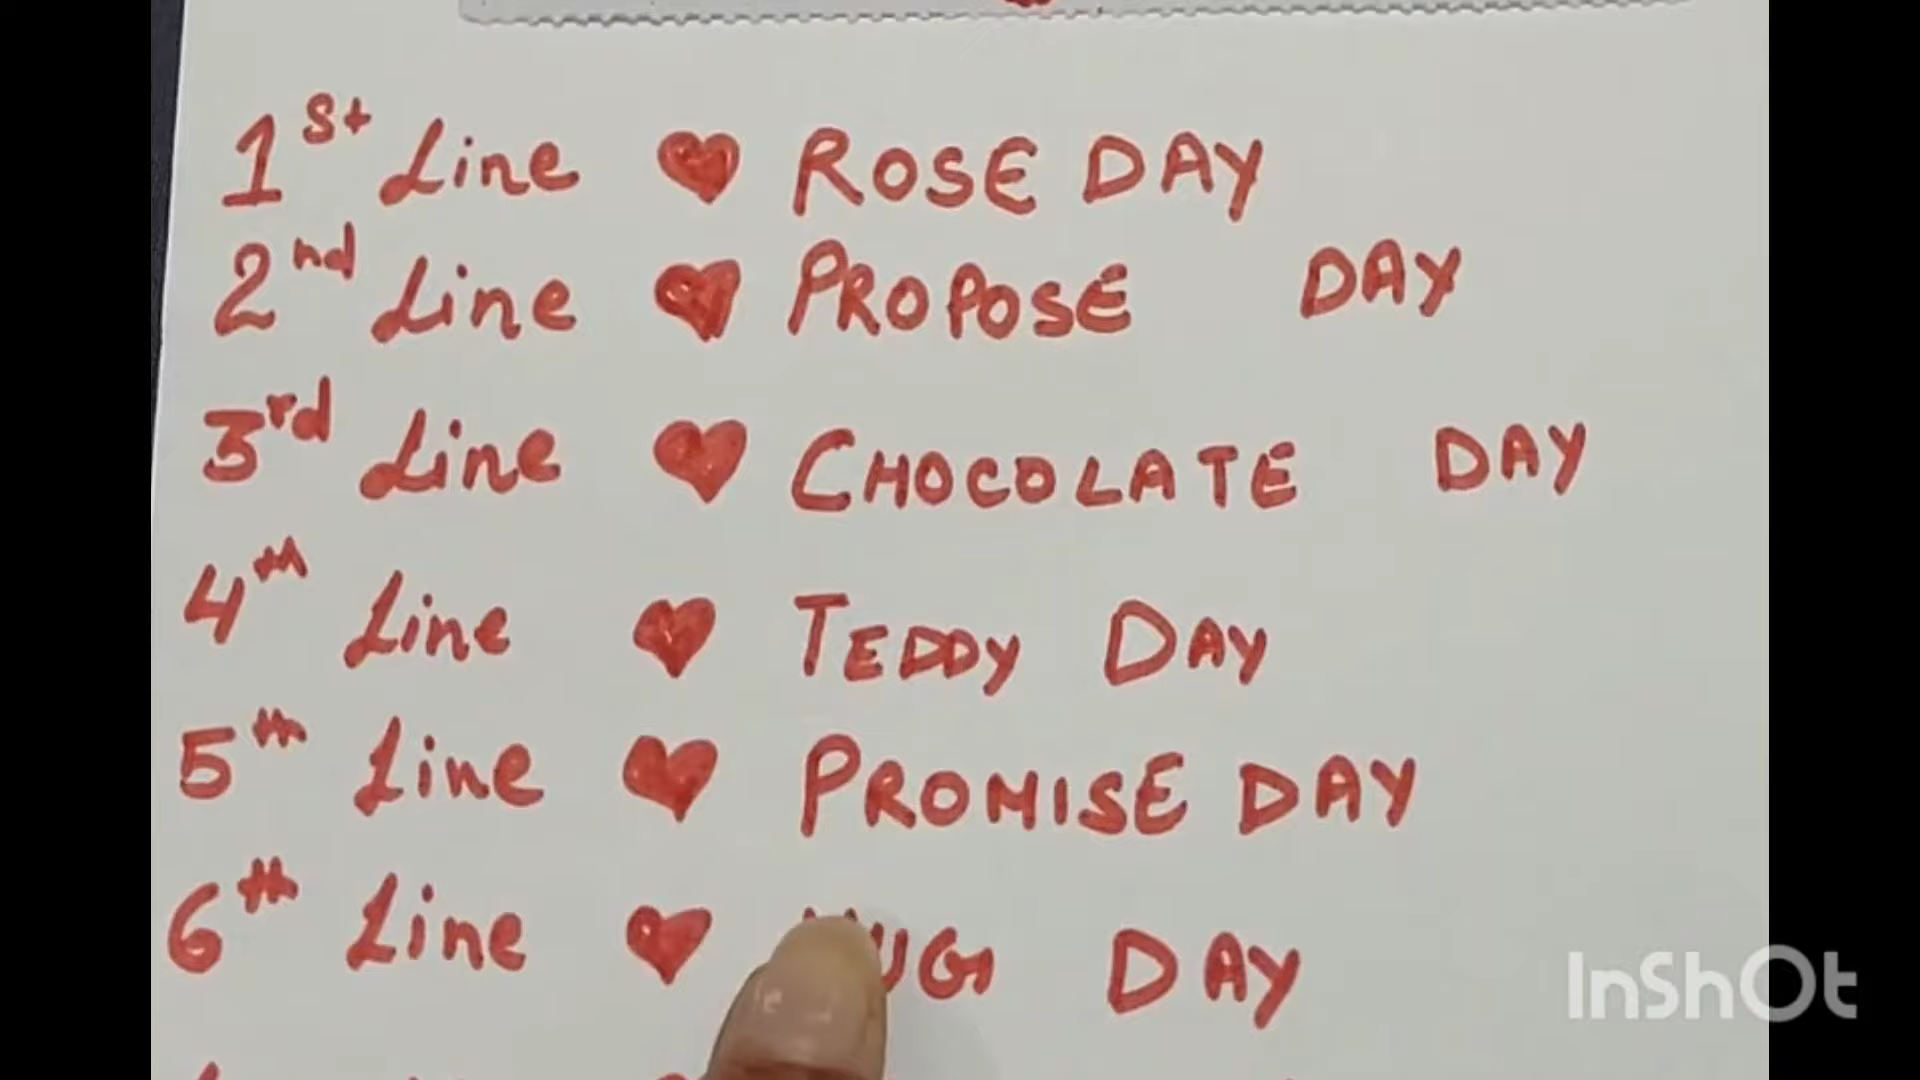 1st Line ♥ ROSE DAY
2nd Line ♥ PROPOSE DAY
3rd Line ♥ CHOCOLATE DAY
4th Line ♥ TEDDY DAY
5th Line ♥ PROMISE DAY
6th Line ♥ HUG DAY
InShOt